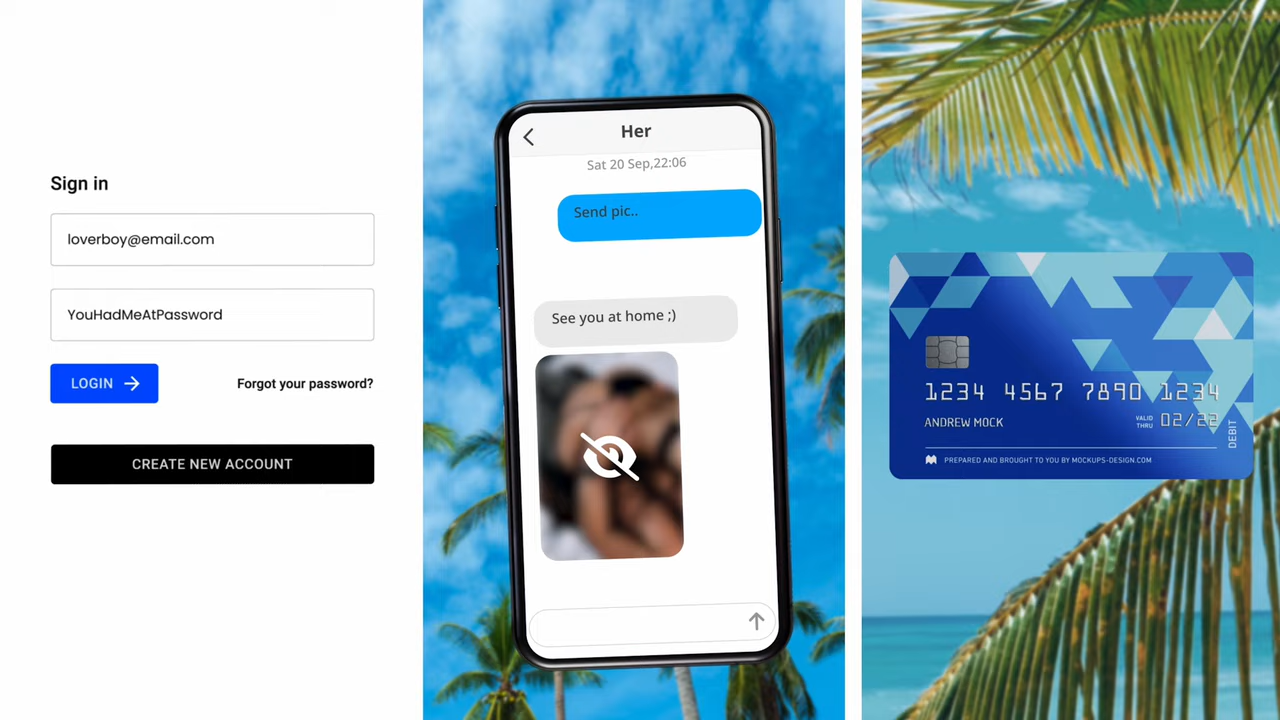 Sign in
loverboy@email.com
YouHadMeAtPassword
LOGIN
Forgot your password?
CREATE NEW ACCOUNT
Her
Sat 20 Sep,22:06
Send pic..
See you at home ;)
1234 4567 7890 1234
ANDREW MOCK
VALID THRU 02/22
DEBIT
PREPARED AND BROUGHT TO YOU BY MOCKUPS-DESIGN.COM